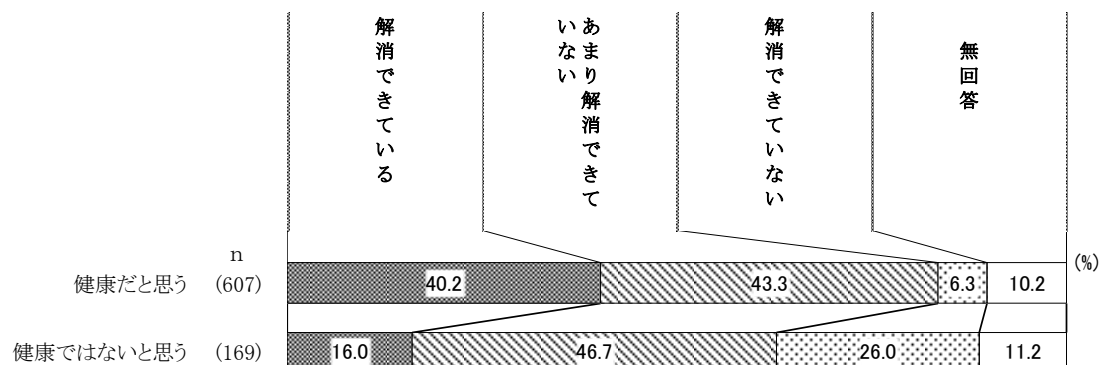 解消できている
あまり解消できて
いない
解消できていない
無回答
n
(%)
健康だと思う (607) 40.2 43.3 6.3 10.2
健康ではないと思う (169) 16.0 46.7 26.0 11.2